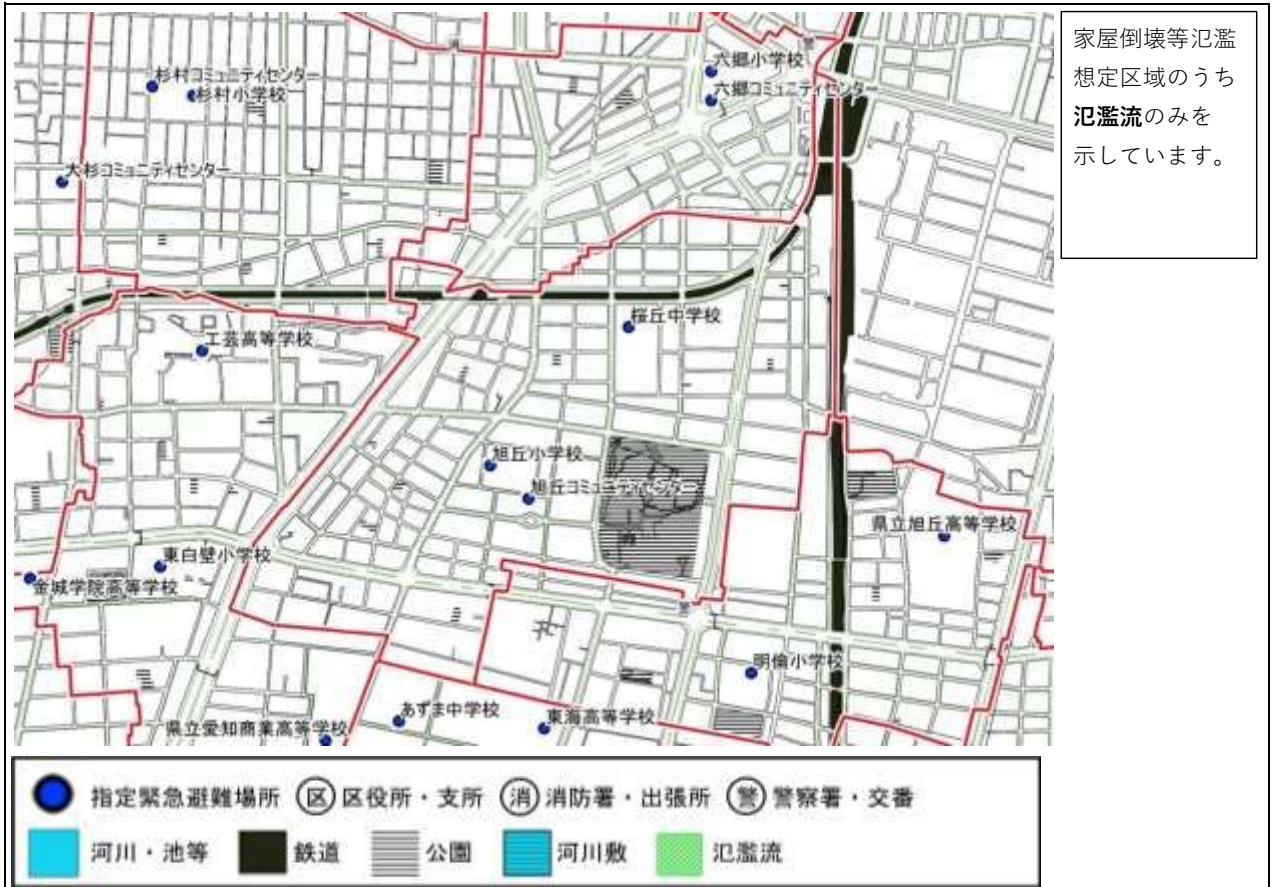 家屋倒壊等氾濫
想定区域のうち
氾濫流のみを
示しています。
消
警
六郷小学校
杉村コミュニティセンター
杉村小学校
六郷コミュニティセンター
大杉コミュニティセンター
桜丘中学校
工芸高等学校
旭丘小学校
旭丘コミュニティセンター
県立旭丘高等学校
東白壁小学校
金城学院高等学校
警
明倫小学校
あずま中学校
東海高等学校
県立愛知商業高等学校
指定緊急避難場所 区 区役所・支所 消 消防署・出張所 警 警察署・交番
河川・池等 鉄道 公園 河川敷 氾濫流